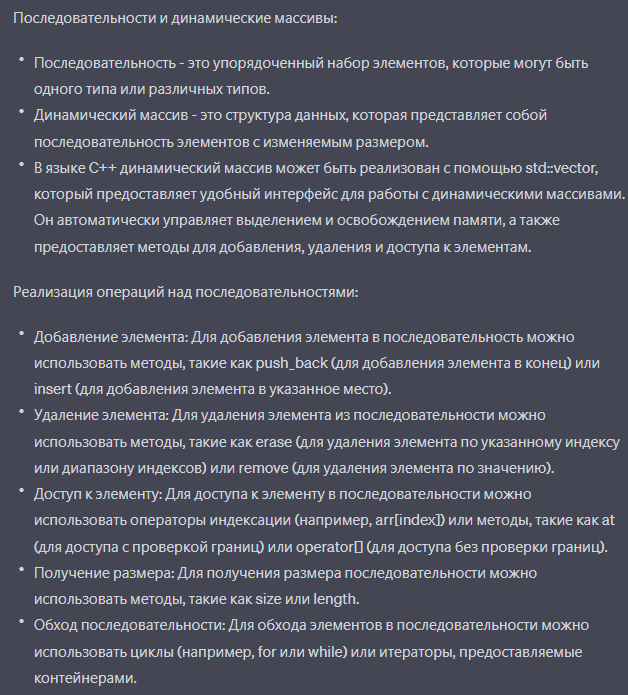 Последовательности и динамические массивы:
• Последовательность - это упорядоченный набор элементов, которые могут быть
одного типа или различных типов.
• Динамический массив - это структура данных, которая представляет собой
последовательность элементов с изменяемым размером.
• В языке C++ динамический массив может быть реализован с помощью std::vector,
который предоставляет удобный интерфейс для работы с динамическими массивами.
Он автоматически управляет выделением и освобождением памяти, а также
предоставляет методы для добавления, удаления и доступа к элементам.
Реализация операций над последовательностями:
• Добавление элемента: Для добавления элемента в последовательность можно
использовать методы, такие как push_back (для добавления элемента в конец) или
insert (для добавления элемента в указанное место).
• Удаление элемента: Для удаления элемента из последовательности можно
использовать методы, такие как erase (для удаления элемента по указанному индексу
или диапазону индексов) или remove (для удаления элемента по значению).
• Доступ к элементу: Для доступа к элементу в последовательности можно
использовать операторы индексации (например, arr[index]) или методы, такие как at
(для доступа с проверкой границ) или operator[] (для доступа без проверки границ).
• Получение размера: Для получения размера последовательности можно
использовать методы, такие как size или length.
• Обход последовательности: Для обхода элементов в последовательности можно
использовать циклы (например, for или while) или итераторы, предоставляемые
контейнерами.